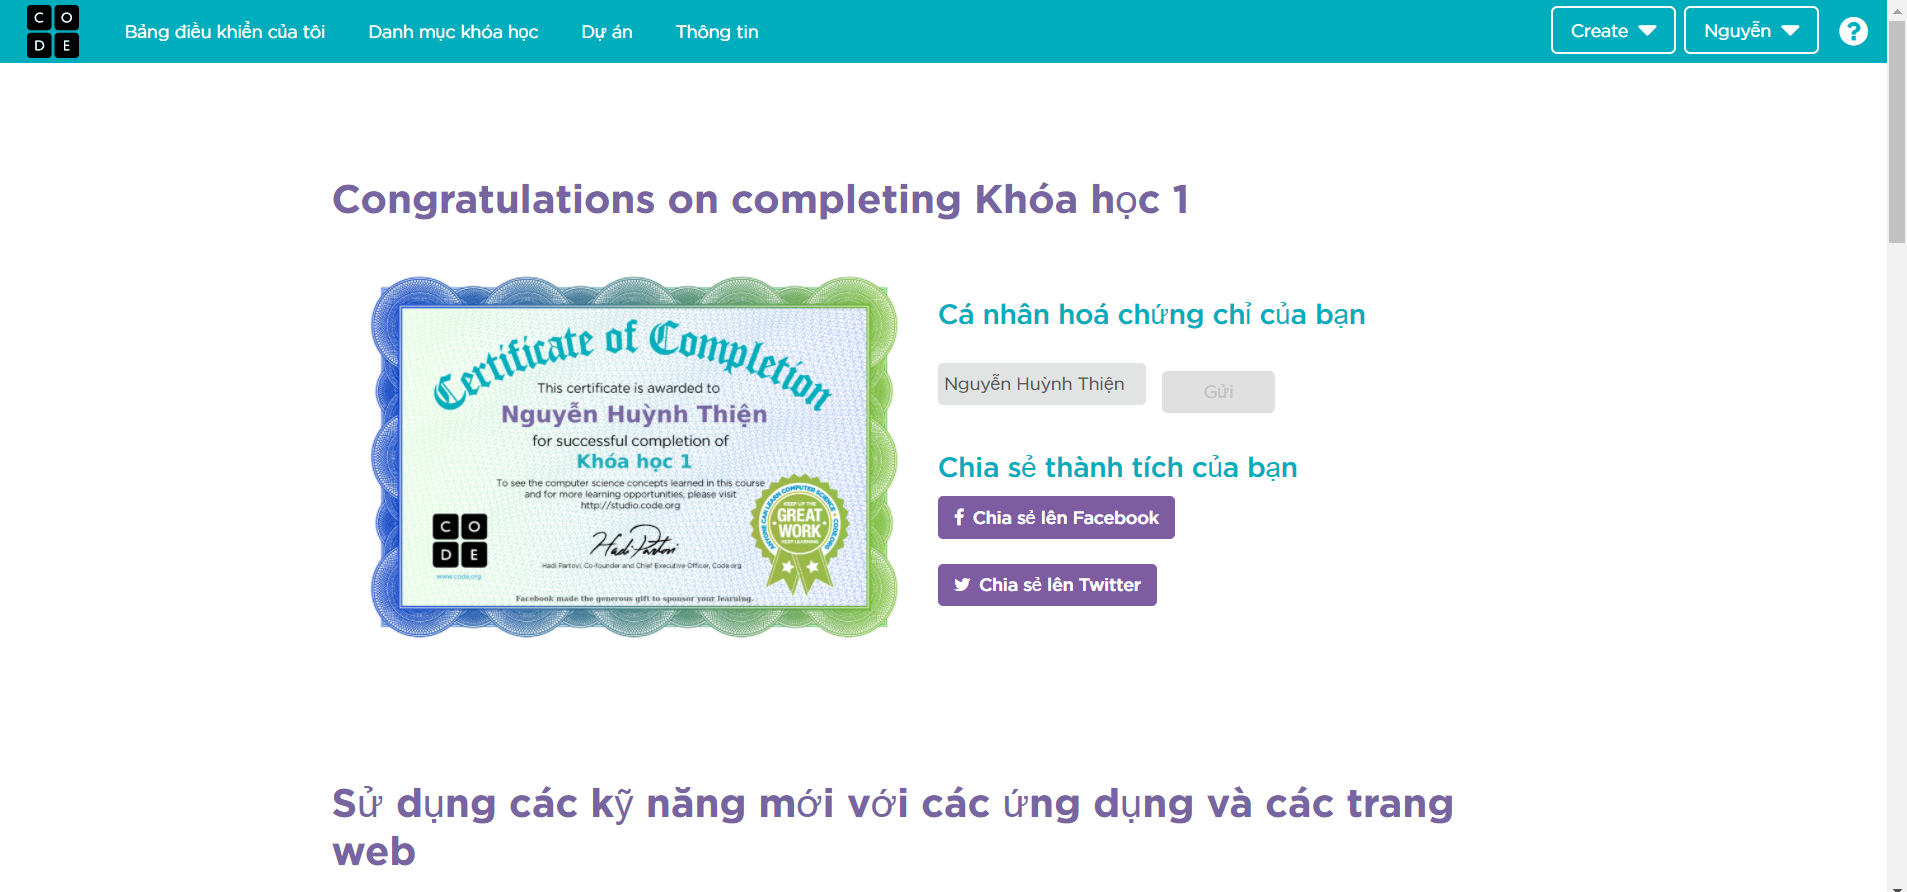 C O
D E
Bảng điều khiển của tôi
Danh mục khóa học
Dự án
Thông tin
Create
Nguyễn
?
Congratulations on completing Khóa học 1
Certificate of Completion
This certificate is awarded to
Nguyễn Huỳnh Thiện
for successful completion of
Khóa học 1
To see the computer science concepts learned in this course
and for more learning opportunities, please visit
http://studio.code.org
C O
D E
www.code.org
Hadi Partovi
Hadi Partovi, Co-founder and Chief Executive Officer, Code.org
ANYONE CAN LEARN COMPUTER SCIENCE • CODE.ORG
KEEP UP THE
GREAT
WORK
KEEP LEARNING
Facebook made the generous gift to sponsor your learning.
Cá nhân hoá chứng chỉ của bạn
Nguyễn Huỳnh Thiện
Gửi
Chia sẻ thành tích của bạn
Chia sẻ lên Facebook
Chia sẻ lên Twitter
Sử dụng các kỹ năng mới với các ứng dụng và các trang
web